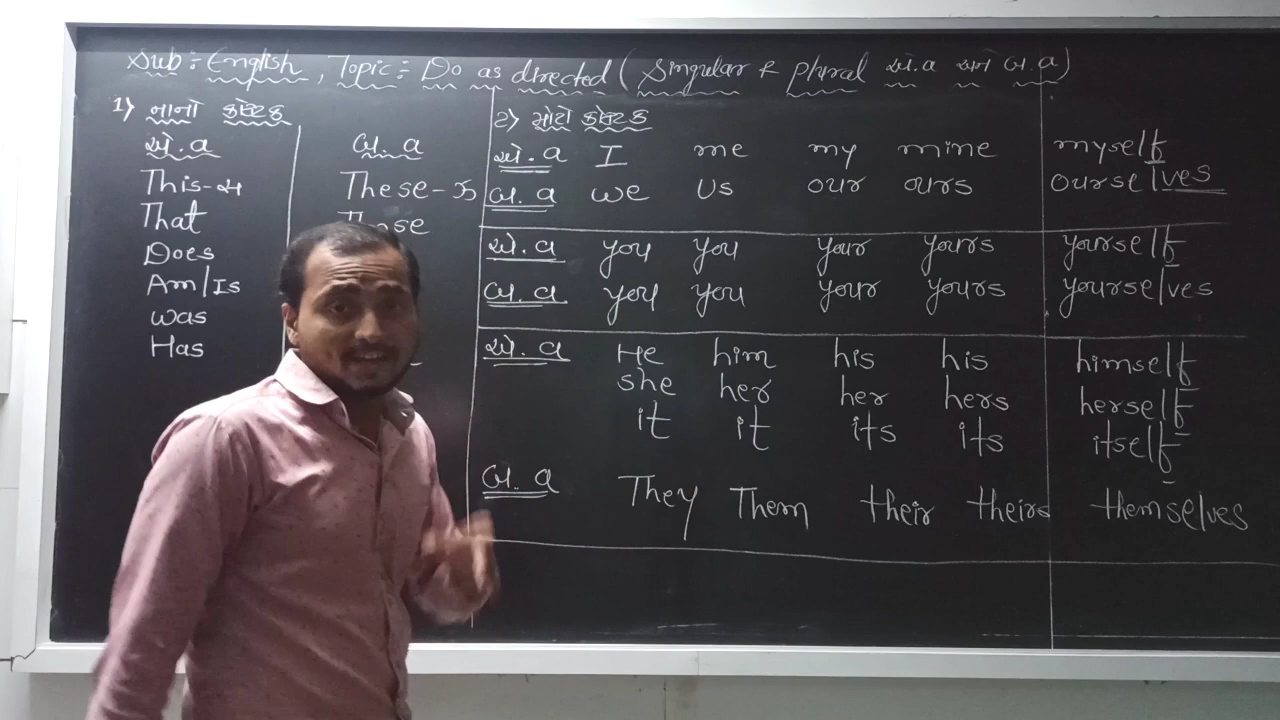 Sub :- English, Topic :- Do as directed ( Singular & plural એ.વ અને બ.વ )
1) નાનો કોષ્ટક
એ.વ બ.વ
This-સ These-ઝ
That Those
Does
Am/Is
was
Has
2) મોટો કોષ્ટક
એ.વ I me my mine myself
બ.વ we us our ours ourselves
એ.વ you you your yours yourself
બ.વ you you your yours yourselves
એ.વ He him his his himself
she her her hers herself
it it its its itself
બ.વ They Them their theirs themselves